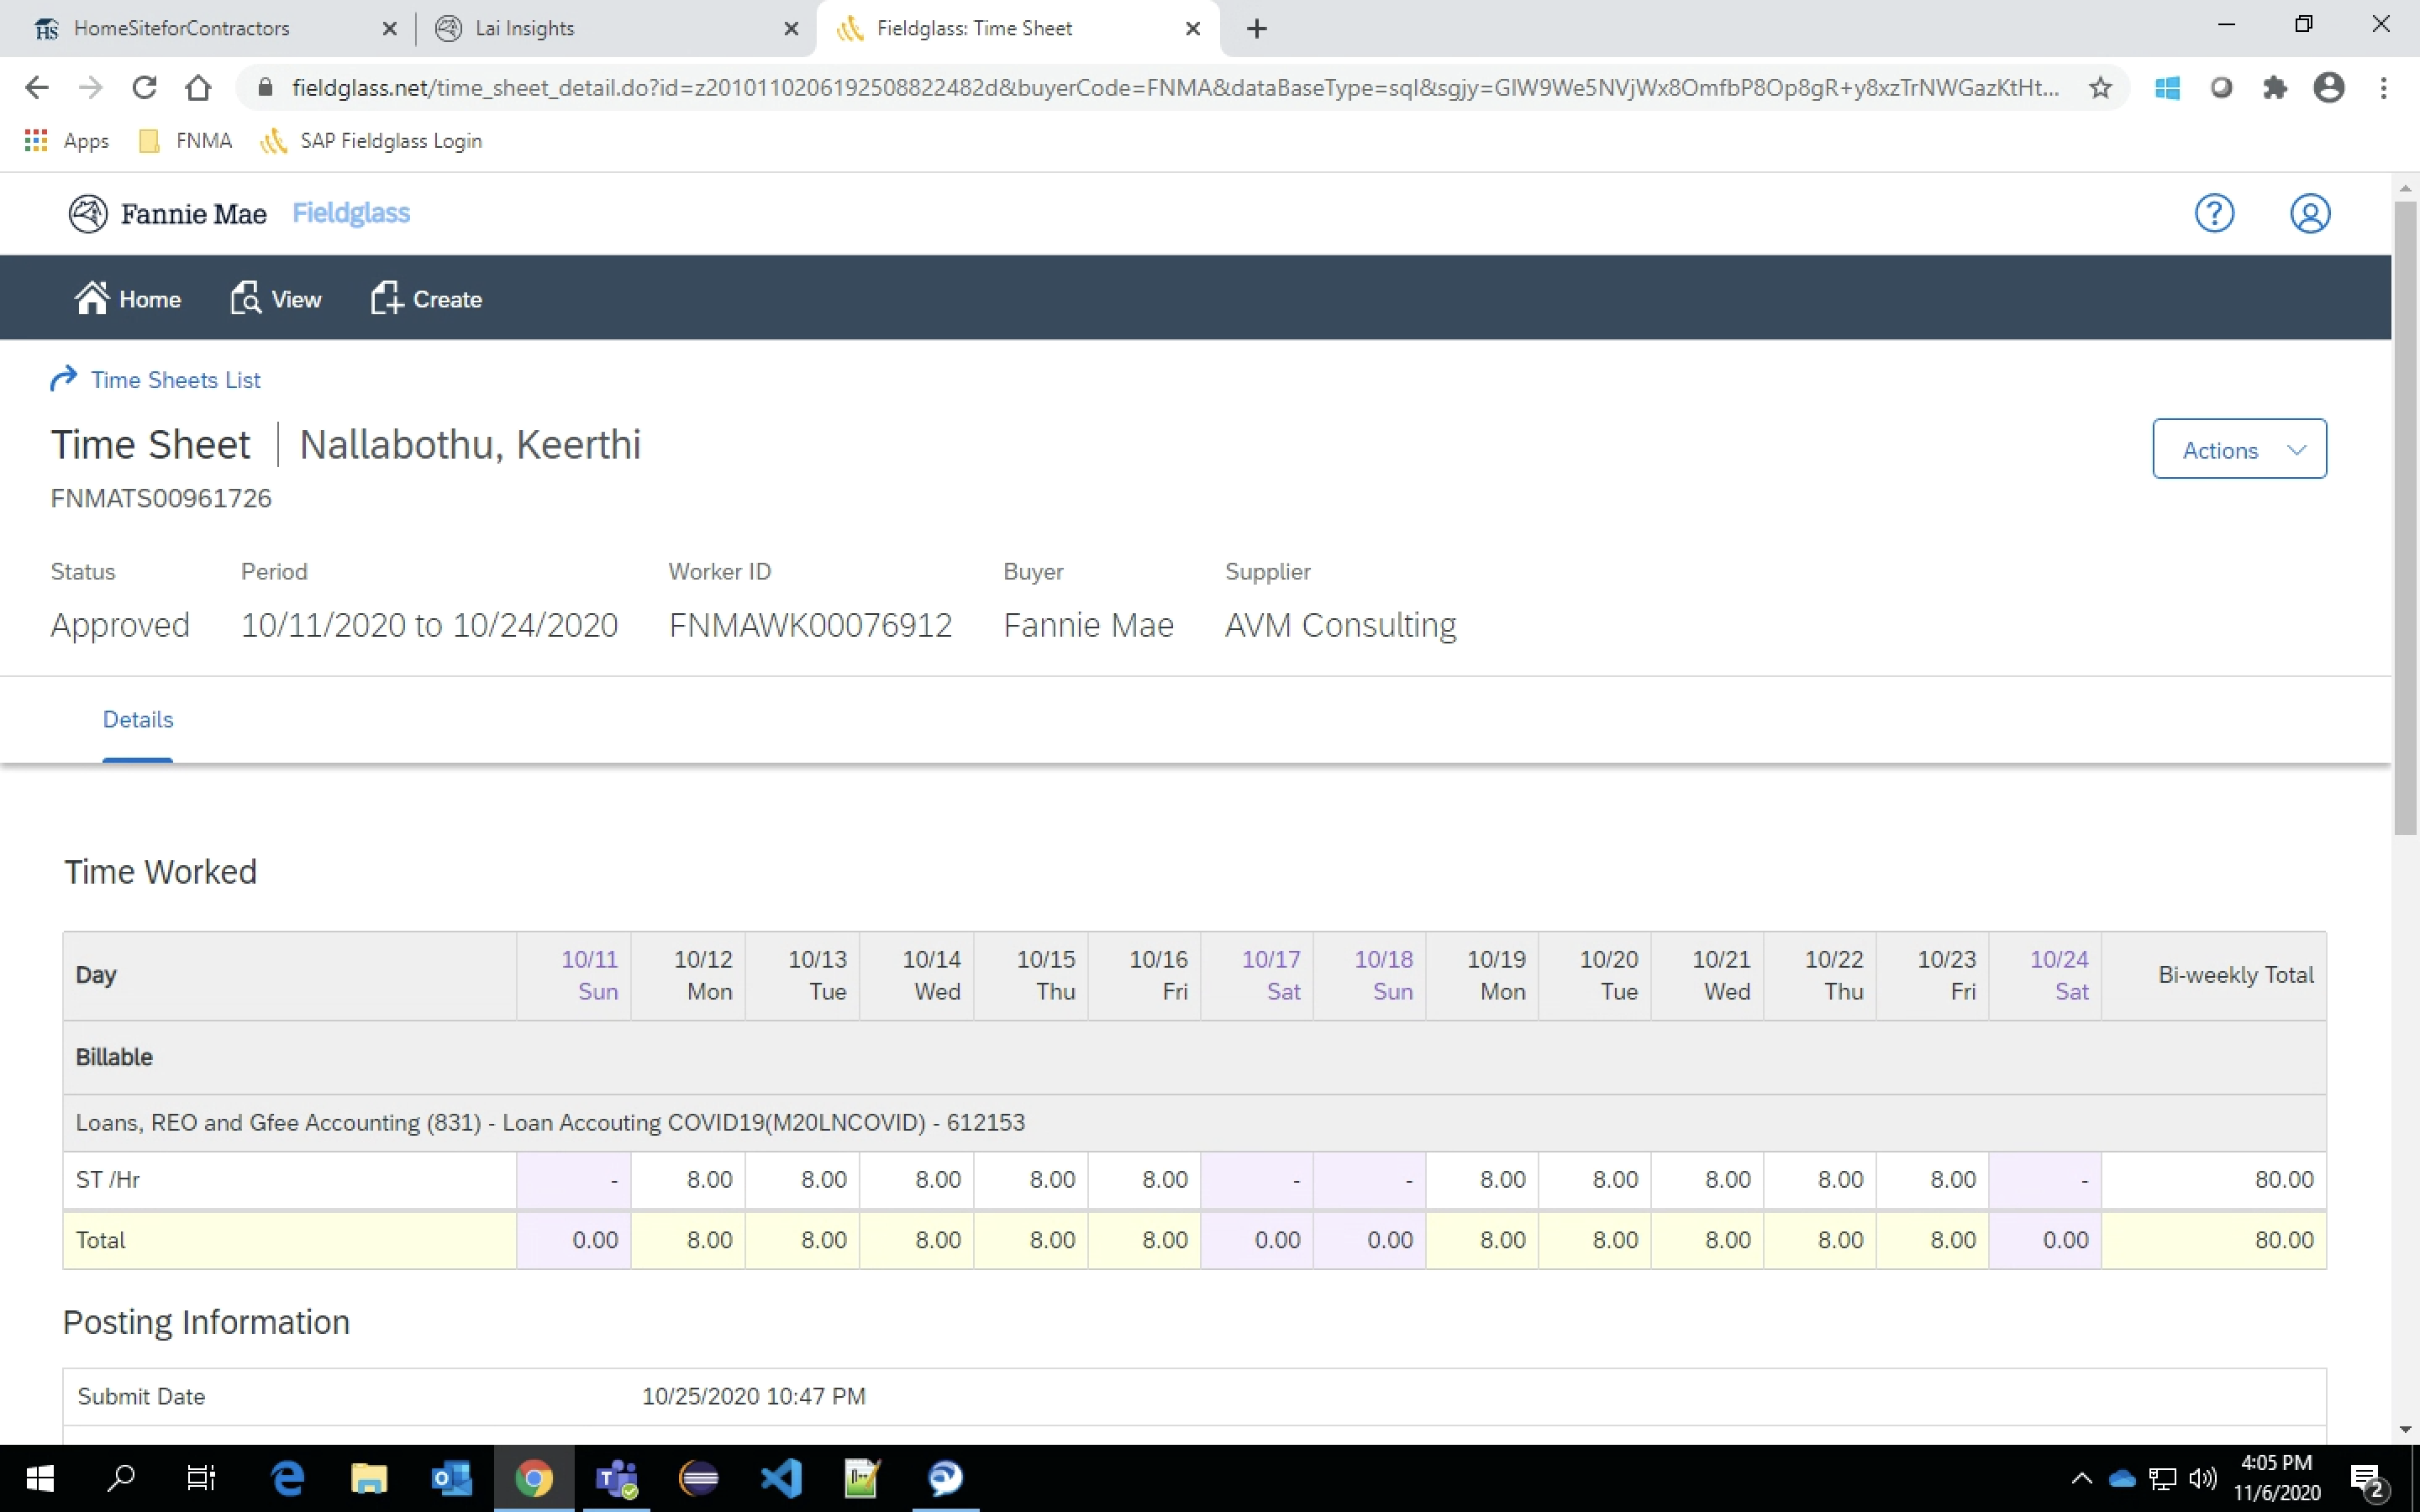 HomeSiteforContractors
Lai Insights
Fieldglass: Time Sheet
fieldglass.net/time_sheet_detail.do?id=z2010110206192508822482d&buyerCode=FNMA&dataBaseType=sql&sgjy=GlW9We5NVjWx8OmfbP8Op8gR+y8xzTrNWGazKtHt...
Apps FNMA SAP Fieldglass Login
Fannie Mae Fieldglass
Home View Create
Time Sheets List
Time Sheet Nallabothu, Keerthi
Actions
FNMATS00961726
Status Period Worker ID Buyer Supplier
Approved 10/11/2020 to 10/24/2020 FNMAWK00076912 Fannie Mae AVM Consulting
Details
Time Worked
Day 10/11 Sun 10/12 Mon 10/13 Tue 10/14 Wed 10/15 Thu 10/16 Fri 10/17 Sat 10/18 Sun 10/19 Mon 10/20 Tue 10/21 Wed 10/22 Thu 10/23 Fri 10/24 Sat Bi-weekly Total
Billable
Loans, REO and Gfee Accounting (831) - Loan Accouting COVID19(M20LNCOVID) - 612153
ST /Hr - 8.00 8.00 8.00 8.00 8.00 - - 8.00 8.00 8.00 8.00 8.00 - 80.00
Total 0.00 8.00 8.00 8.00 8.00 8.00 0.00 0.00 8.00 8.00 8.00 8.00 8.00 0.00 80.00
Posting Information
Submit Date 10/25/2020 10:47 PM
4:05 PM
11/6/2020
2